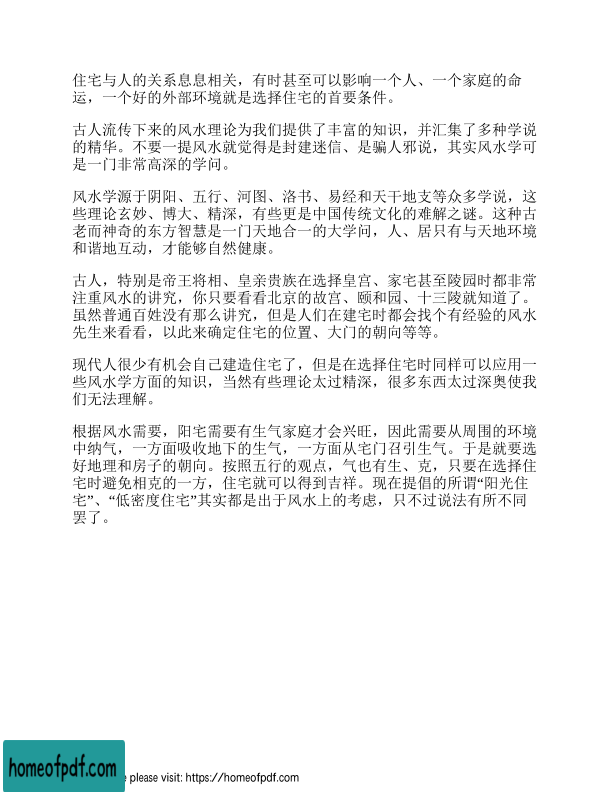 住宅与人的关系息息相关，有时甚至可以影响一个人、一个家庭的命
运，一个好的外部环境就是选择住宅的首要条件。
古人流传下来的风水理论为我们提供了丰富的知识，并汇集了多种学说
的精华。不要一提风水就觉得是封建迷信、是骗人邪说，其实风水学可
是一门非常高深的学问。
风水学源于阴阳、五行、河图、洛书、易经和天干地支等众多学说，这
些理论玄妙、博大、精深，有些更是中国传统文化的难解之谜。这种古
老而神奇的东方智慧是一门天地合一的大学问，人、居只有与天地环境
和谐地互动，才能够自然健康。
古人，特别是帝王将相、皇亲贵族在选择皇宫、家宅甚至陵园时都非常
注重风水的讲究，你只要看看北京的故宫、颐和园、十三陵就知道了。
虽然普通百姓没有那么讲究，但是人们在建宅时都会找个有经验的风水
先生来看看，以此来确定住宅的位置、大门的朝向等等。
现代人很少有机会自己建造住宅了，但是在选择住宅时同样可以应用一
些风水学方面的知识，当然有些理论太过精深，很多东西太过深奥使我
们无法理解。
根据风水需要，阳宅需要有生气家庭才会兴旺，因此需要从周围的环境
中纳气，一方面吸收地下的生气，一方面从宅门召引生气。于是就要选
好地理和房子的朝向。按照五行的观点，气也有生、克，只要在选择住
宅时避免相克的一方，住宅就可以得到吉祥。现在提倡的所谓“阳光住
宅”、“低密度住宅”其实都是出于风水上的考虑，只不过说法有所不同
罢了。
homeofpdf.com
please visit: https://homeofpdf.com